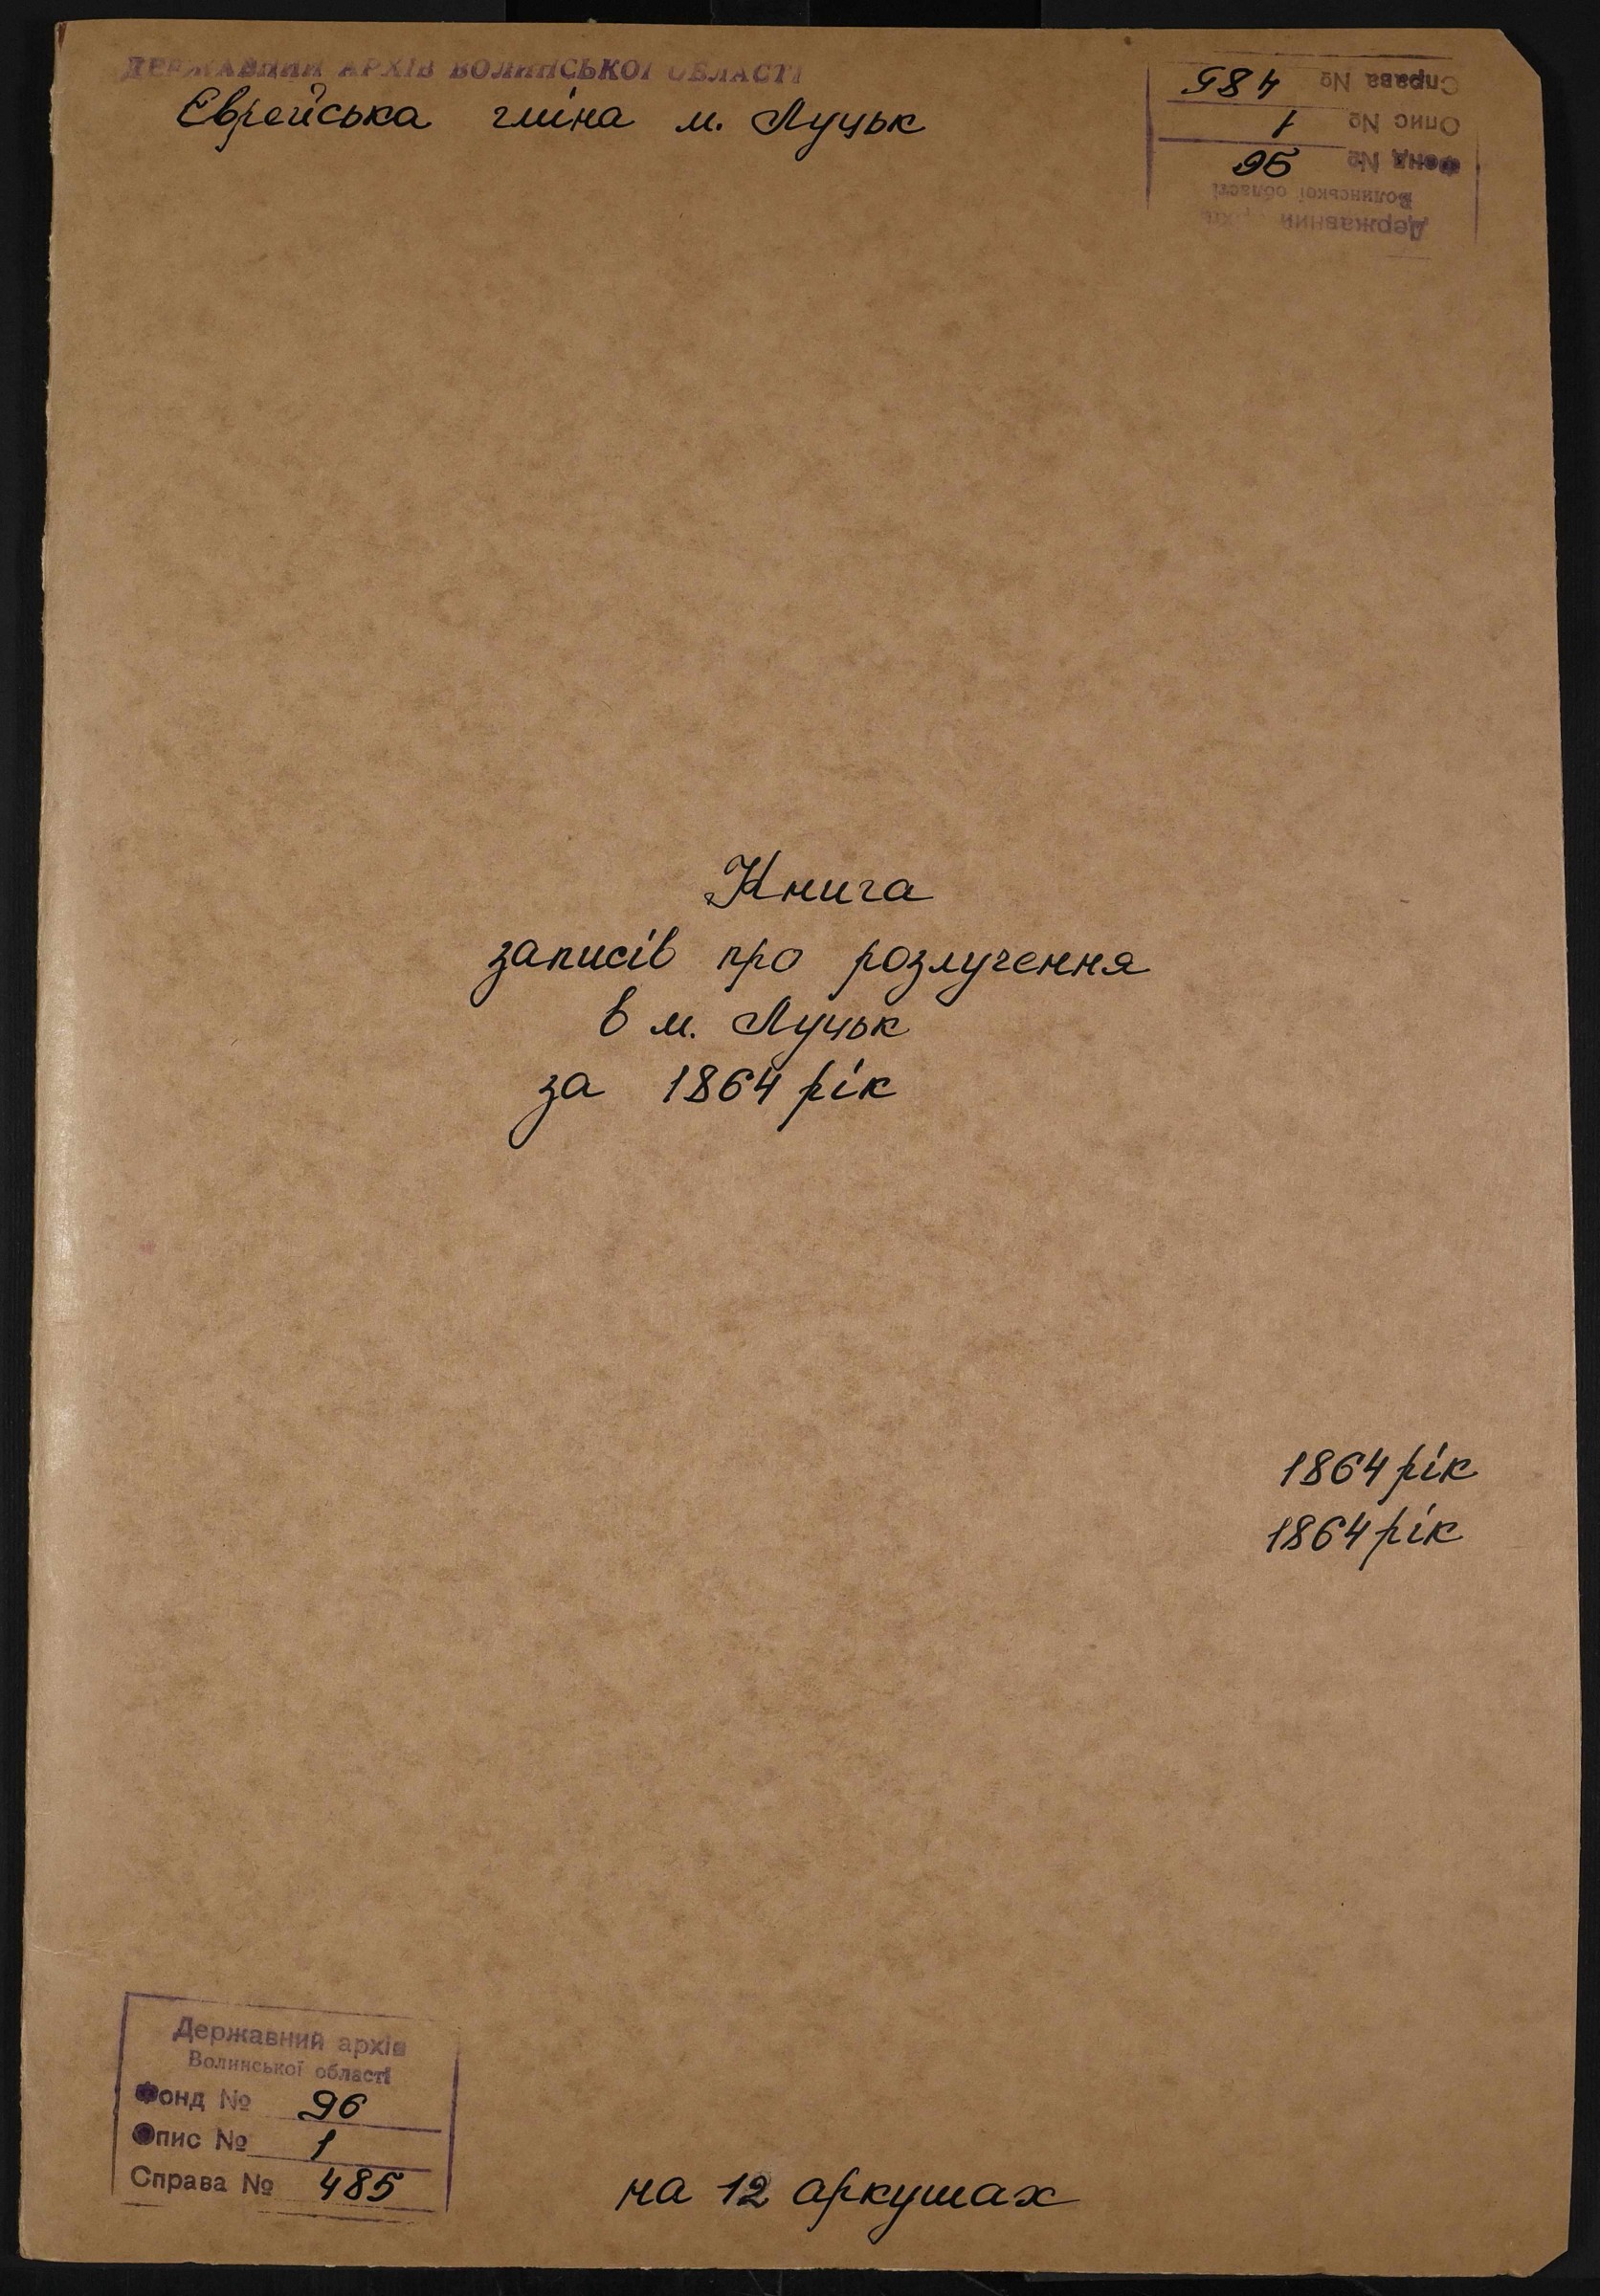 ДЕРЖАВНИЙ АРХІВ ВОЛИНСЬКОЇ ОБЛАСТІ
Єврейська гміна м. Луцьк
Державний архів
Волинської області
Фонд № 96
Опис № 1
Справа № 485
Книга
записів про розлучення
в м. Луцьк
за 1864 рік
1864 рік
1864 рік
Державний архів
Волинської області
Фонд № 96
Опис № 1
Справа № 485
на 12 аркушах